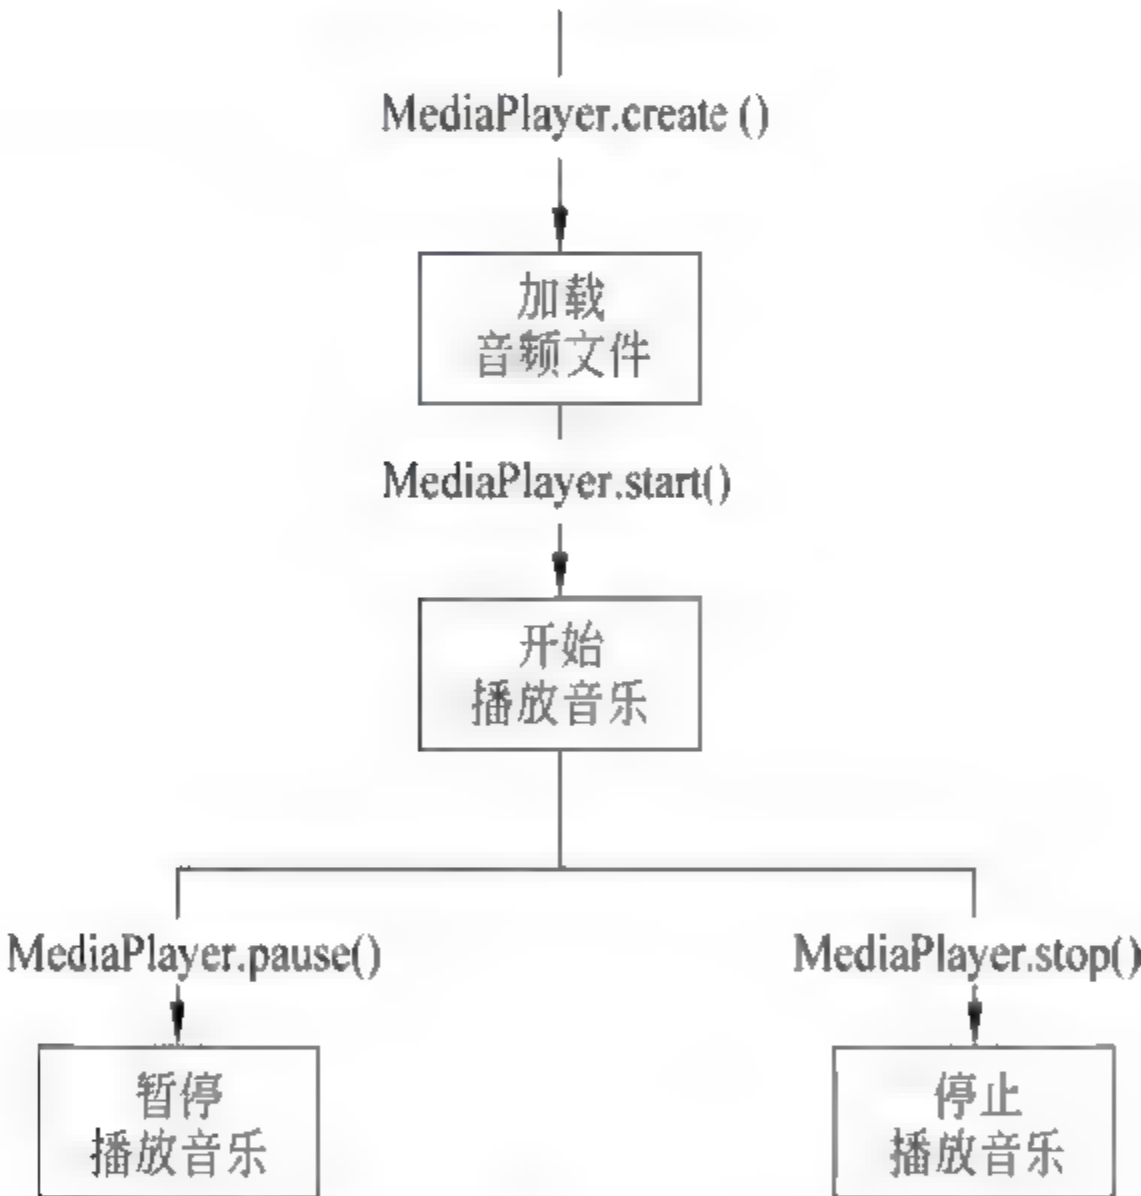 MediaPlayer.create ()
加载
音频文件
MediaPlayer.start()
开始
播放音乐
MediaPlayer.pause()
MediaPlayer.stop()
暂停
播放音乐
停止
播放音乐